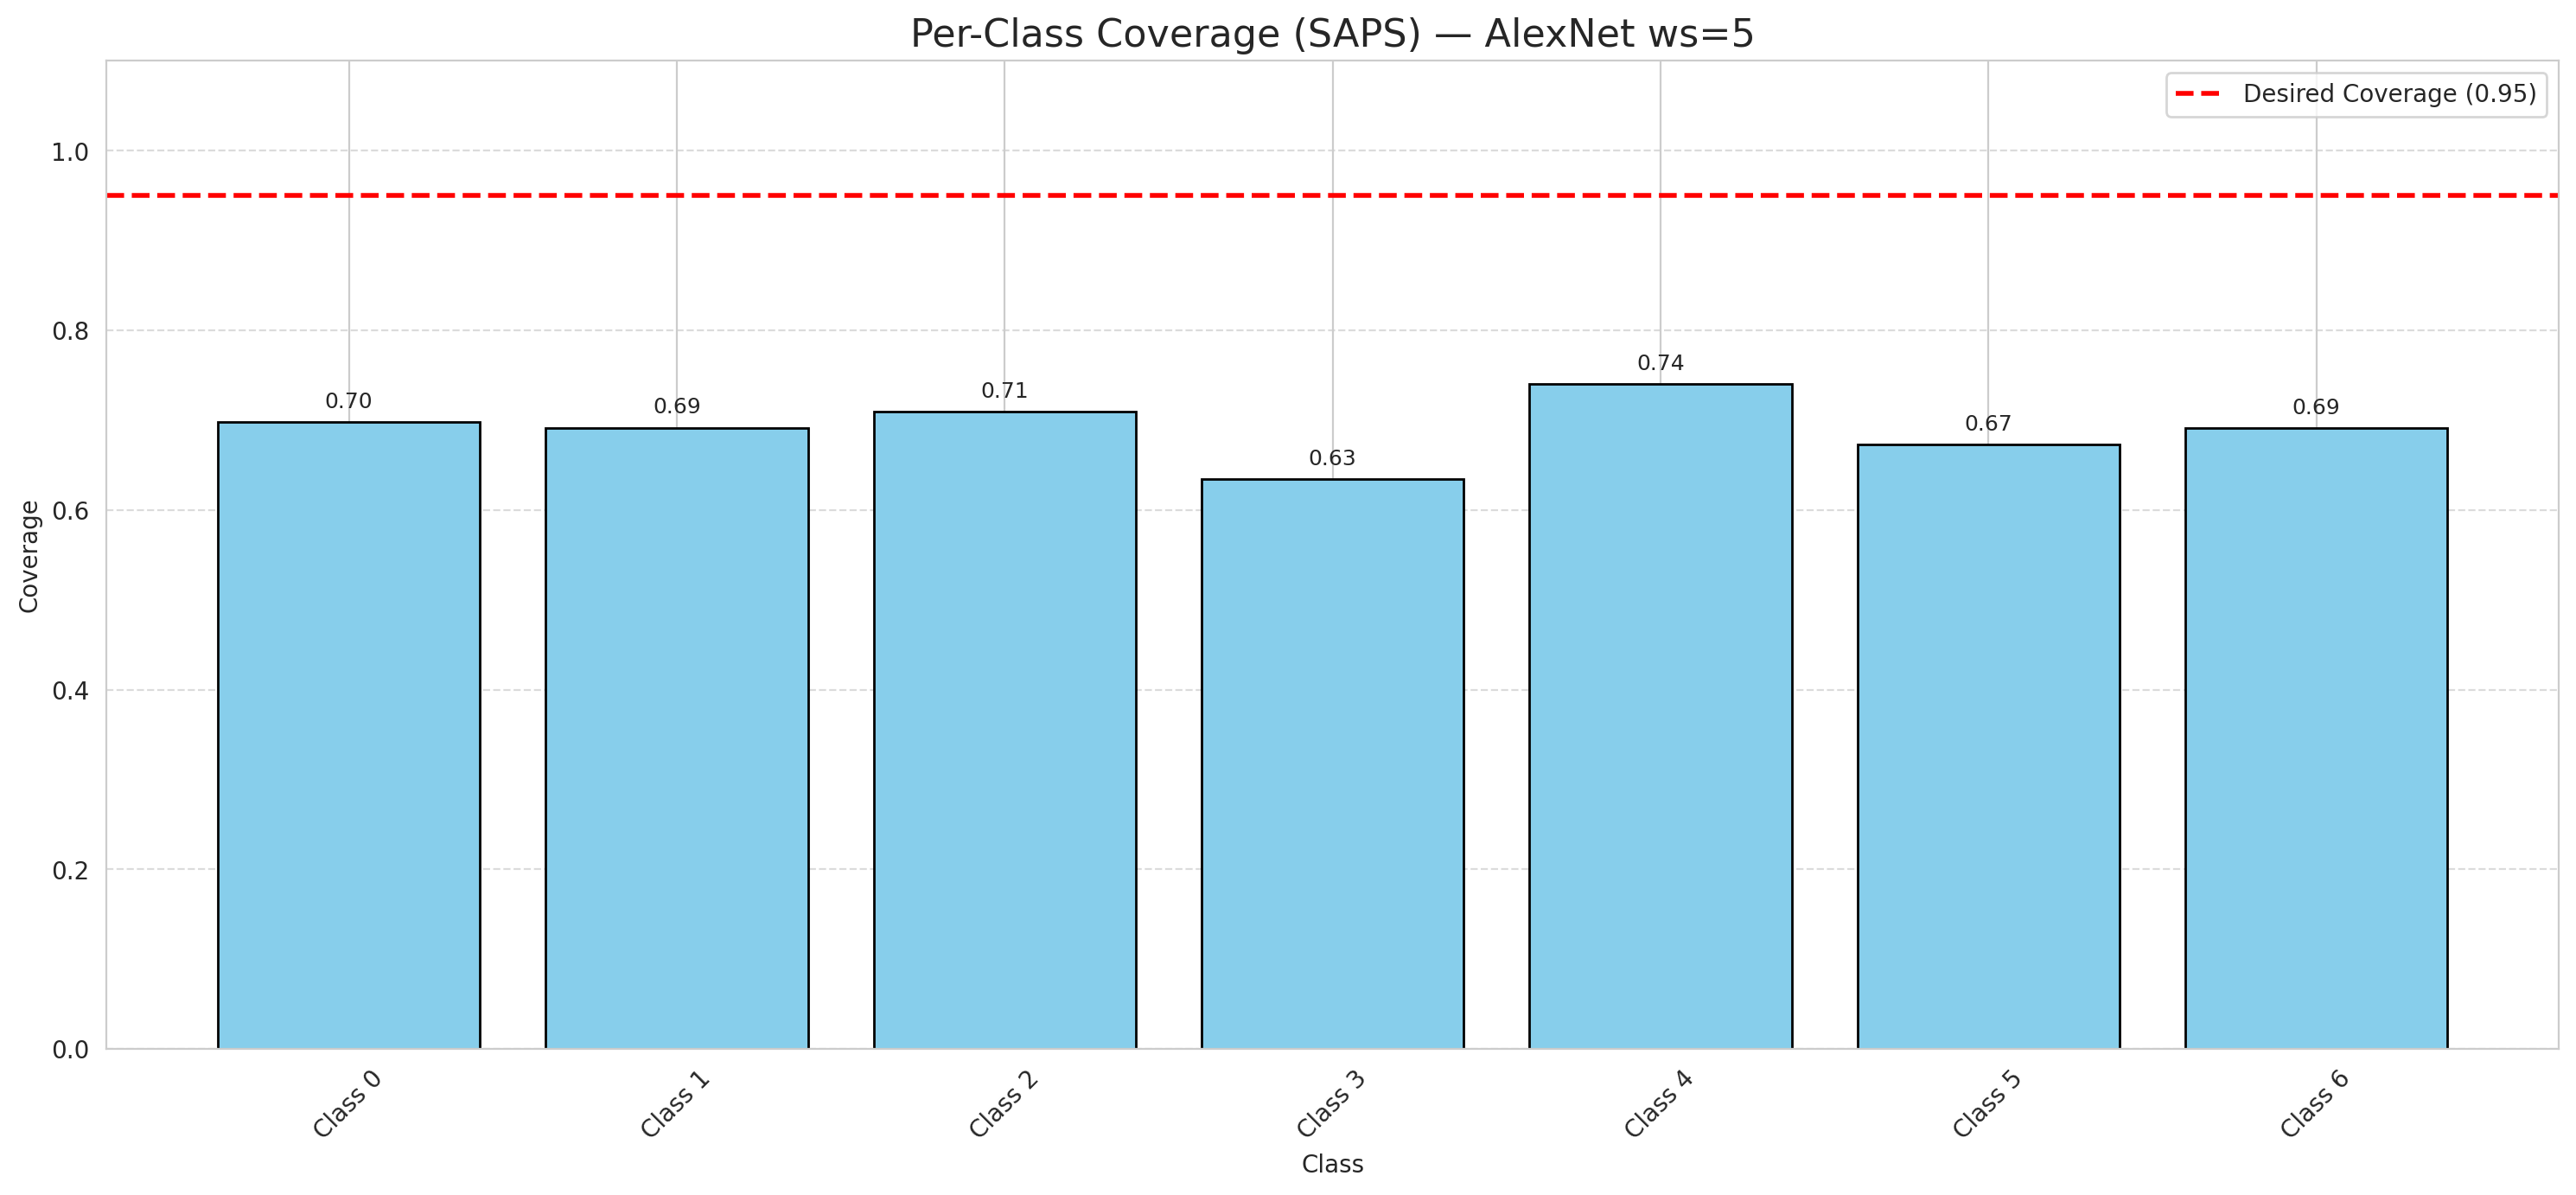 Per-Class Coverage (SAPS) — AlexNet ws=5
Desired Coverage (0.95)
Coverage
1.0
0.8
0.6
0.4
0.2
0.0
0.70
0.69
0.71
0.63
0.74
0.67
0.69
Class 0
Class 1
Class 2
Class 3
Class 4
Class 5
Class 6
Class